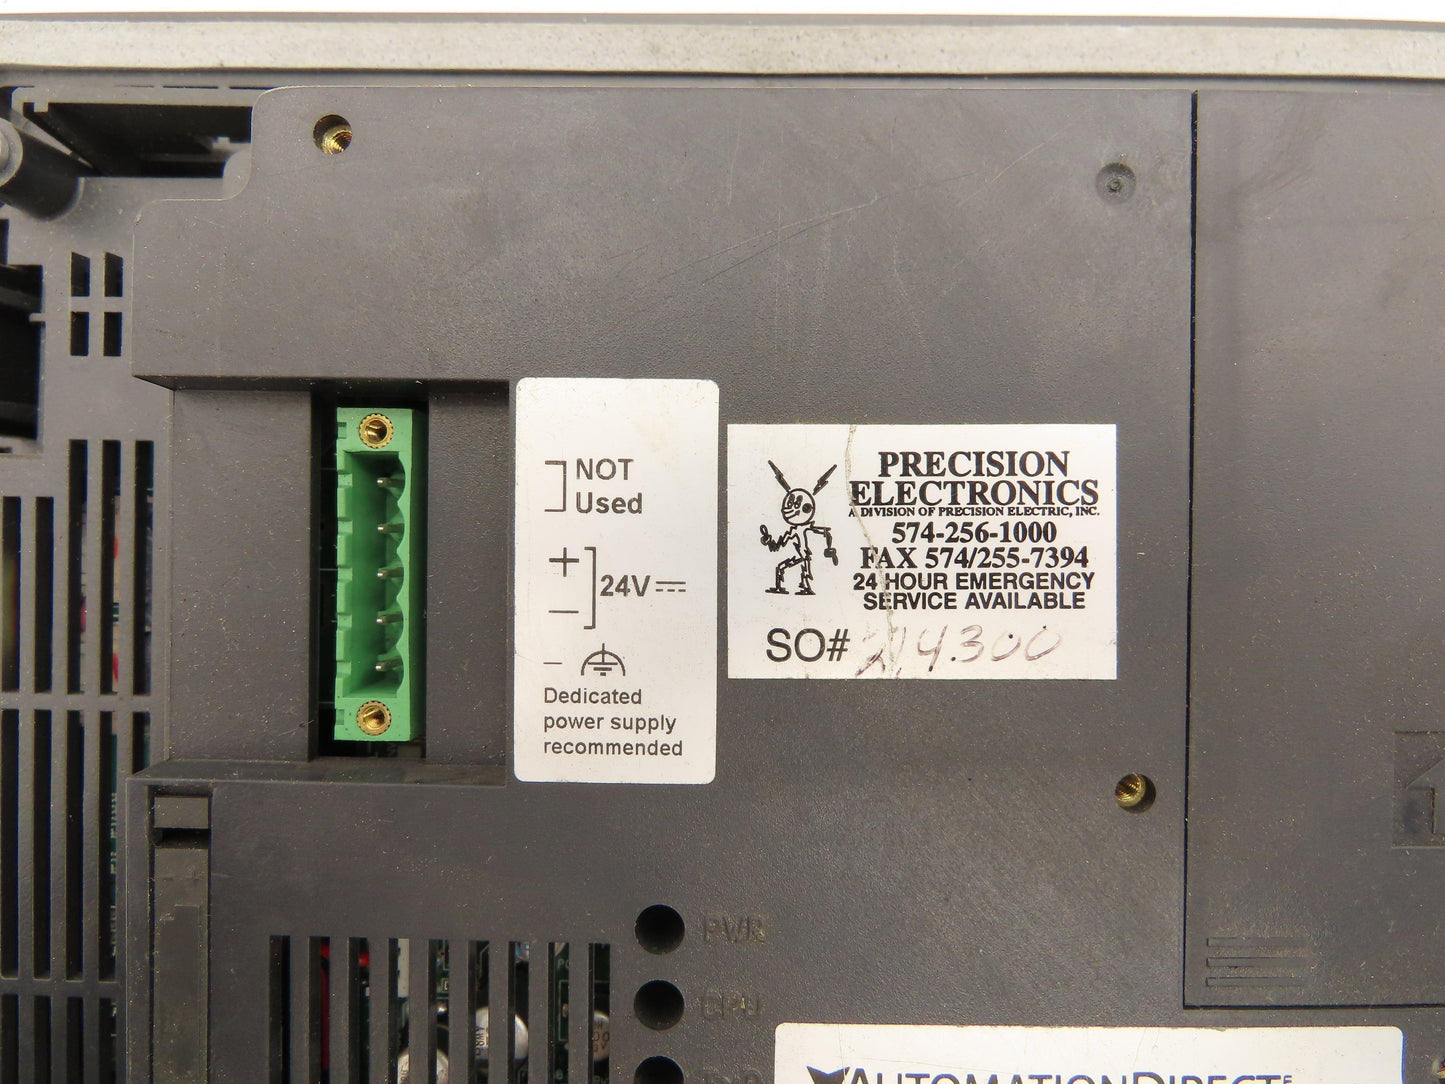 NOT
Used
+
24V
−
−
Dedicated
power supply
recommended
PRECISION
ELECTRONICS
A DIVISION OF PRECISION ELECTRIC, INC.
574-256-1000
FAX 574/255-7394
24 HOUR EMERGENCY
SERVICE AVAILABLE
SO# 214300
PWR
CPU
AUTOMATIONDIRECT